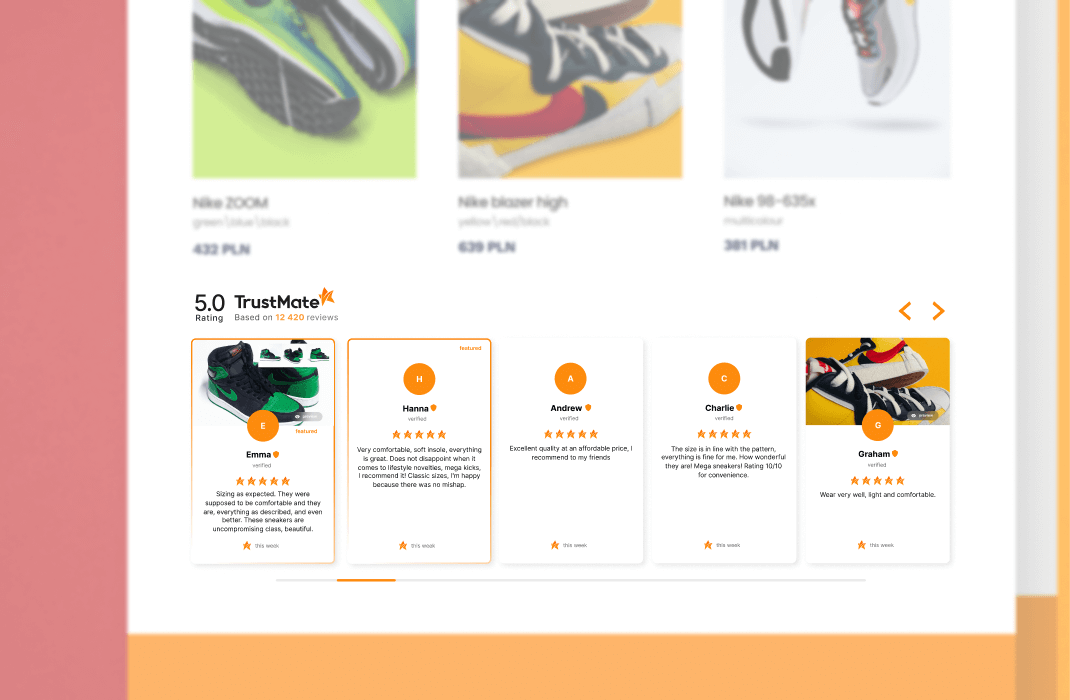 Nike ZOOM
green\blue\black
432 PLN
Nike blazer high
yellow\red/black
639 PLN
Nike 98-635x
multicolour
381 PLN
5.0
Rating
TrustMate
Based on 12 420 reviews
preview
E
featured
Emma
verified
Sizing as expected. They were
supposed to be comfortable and they
are, everything as described, and even
better. These sneakers are
uncompromising class, beautiful.
this week
featured
H
Hanna
verified
Very comfortable, soft insole, everything
is great. Does not disappoint when it
comes to lifestyle novelties, mega kicks,
I recommend it! Classic sizes, I'm happy
because there was no mishap.
this week
A
Andrew
verified
Excellent quality at an affordable price, I
recommend to my friends
this week
C
Charlie
verified
The size is in line with the pattern,
everything is fine for me. How wonderful
they are! Mega sneakers! Rating 10/10
for convenience.
this week
preview
G
Graham
verified
Wear very well, light and comfortable.
this week